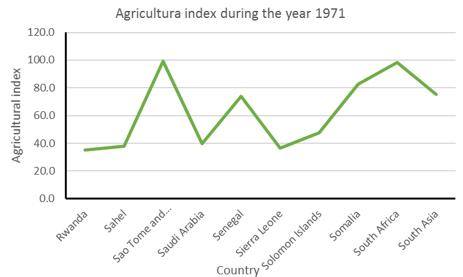 Agricultura index during the year 1971
Agricultural index
120.0
100.0
80.0
60.0
40.0
20.0
0.0
Rwanda
Sahel
Sao Tome and...
Saudi Arabia
Senegal
Sierra Leone
Solomon Islands
Somalia
South Africa
South Asia
Country